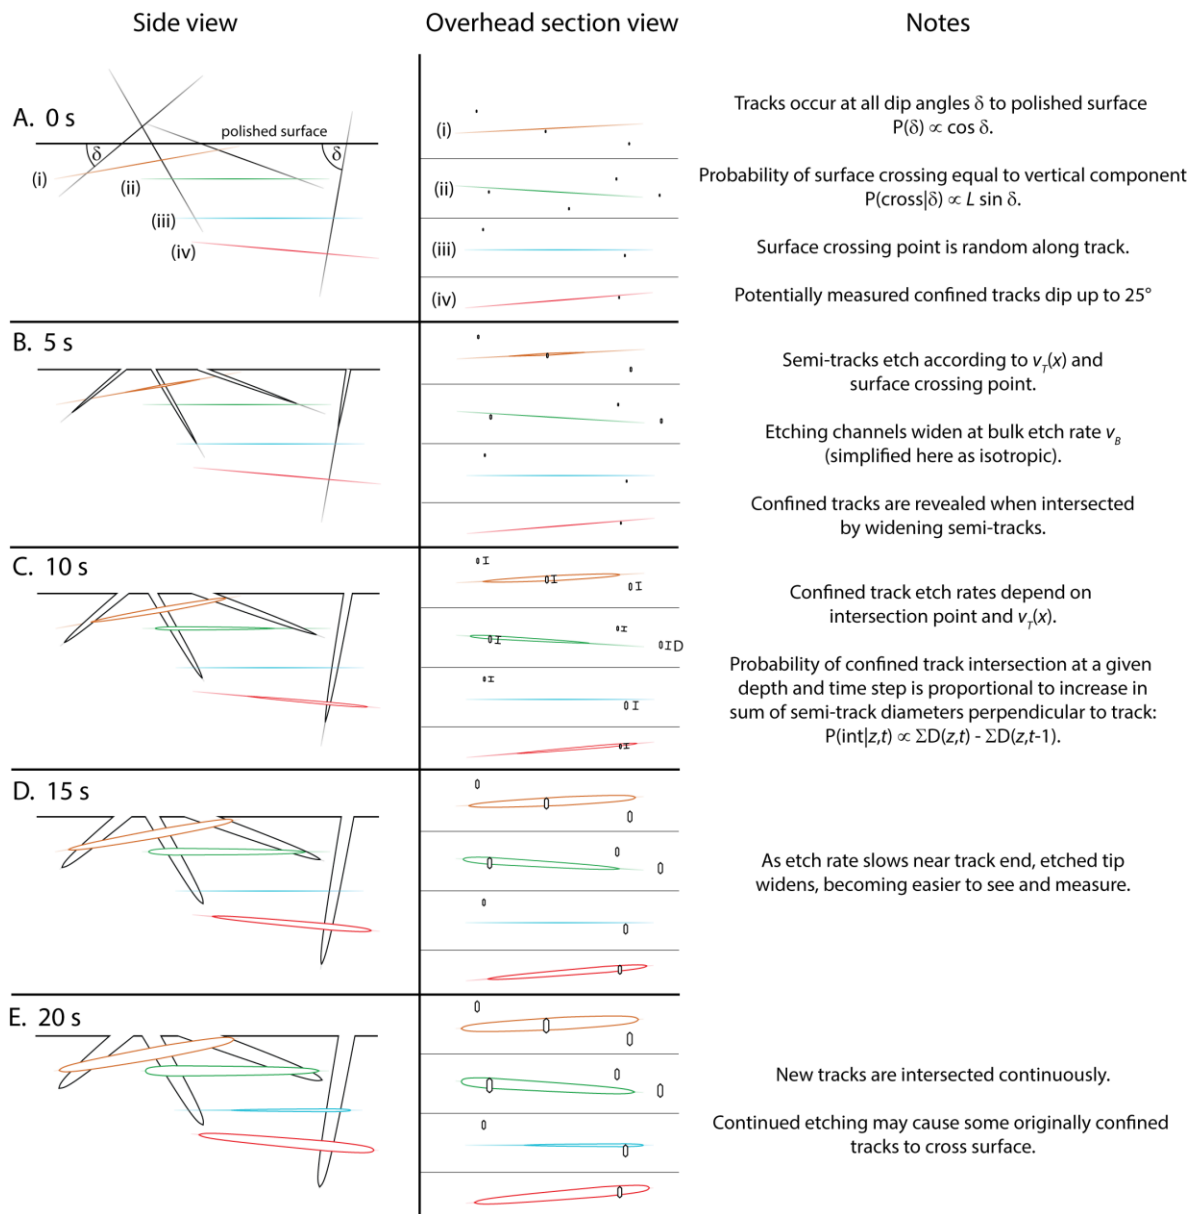 Side view
Overhead section view
Notes
A. 0 s
polished surface
δ
δ
(i)
(ii)
(iii)
(iv)
(i)
(ii)
(iii)
(iv)
Tracks occur at all dip angles δ to polished surface
P(δ) ∝ cos δ.
Probability of surface crossing equal to vertical component
P(cross|δ) ∝ L sin δ.
Surface crossing point is random along track.
Potentially measured confined tracks dip up to 25°
B. 5 s
Semi-tracks etch according to v_T(x) and
surface crossing point.
Etching channels widen at bulk etch rate v_B
(simplified here as isotropic).
Confined tracks are revealed when intersected
by widening semi-tracks.
C. 10 s
D
Confined track etch rates depend on
intersection point and v_T(x).
Probability of confined track intersection at a given
depth and time step is proportional to increase in
sum of semi-track diameters perpendicular to track:
P(int|z,t) ∝ ΣD(z,t) - ΣD(z,t-1).
D. 15 s
As etch rate slows near track end, etched tip
widens, becoming easier to see and measure.
E. 20 s
New tracks are intersected continuously.
Continued etching may cause some originally confined
tracks to cross surface.